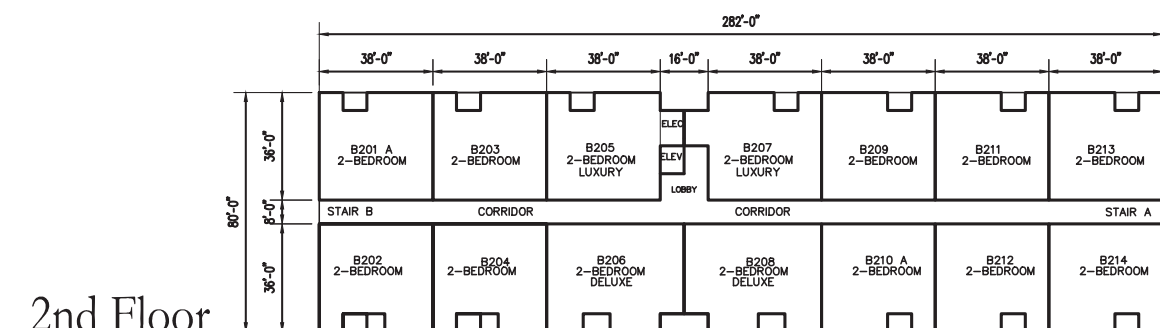 282'-0"
38'-0" 38'-0" 38'-0" 16'-0" 38'-0" 38'-0" 38'-0" 38'-0"
36'-0"
8'-0"
80'-0"
36'-0"
ELEC
B201 A
2-BEDROOM
B203
2-BEDROOM
B205
2-BEDROOM
LUXURY
ELEV
LOBBY
B207
2-BEDROOM
LUXURY
B209
2-BEDROOM
B211
2-BEDROOM
B213
2-BEDROOM
STAIR B CORRIDOR CORRIDOR STAIR A
B202
2-BEDROOM
B204
2-BEDROOM
B206
2-BEDROOM
DELUXE
B208
2-BEDROOM
DELUXE
B210 A
2-BEDROOM
B212
2-BEDROOM
B214
2-BEDROOM
2nd Floor